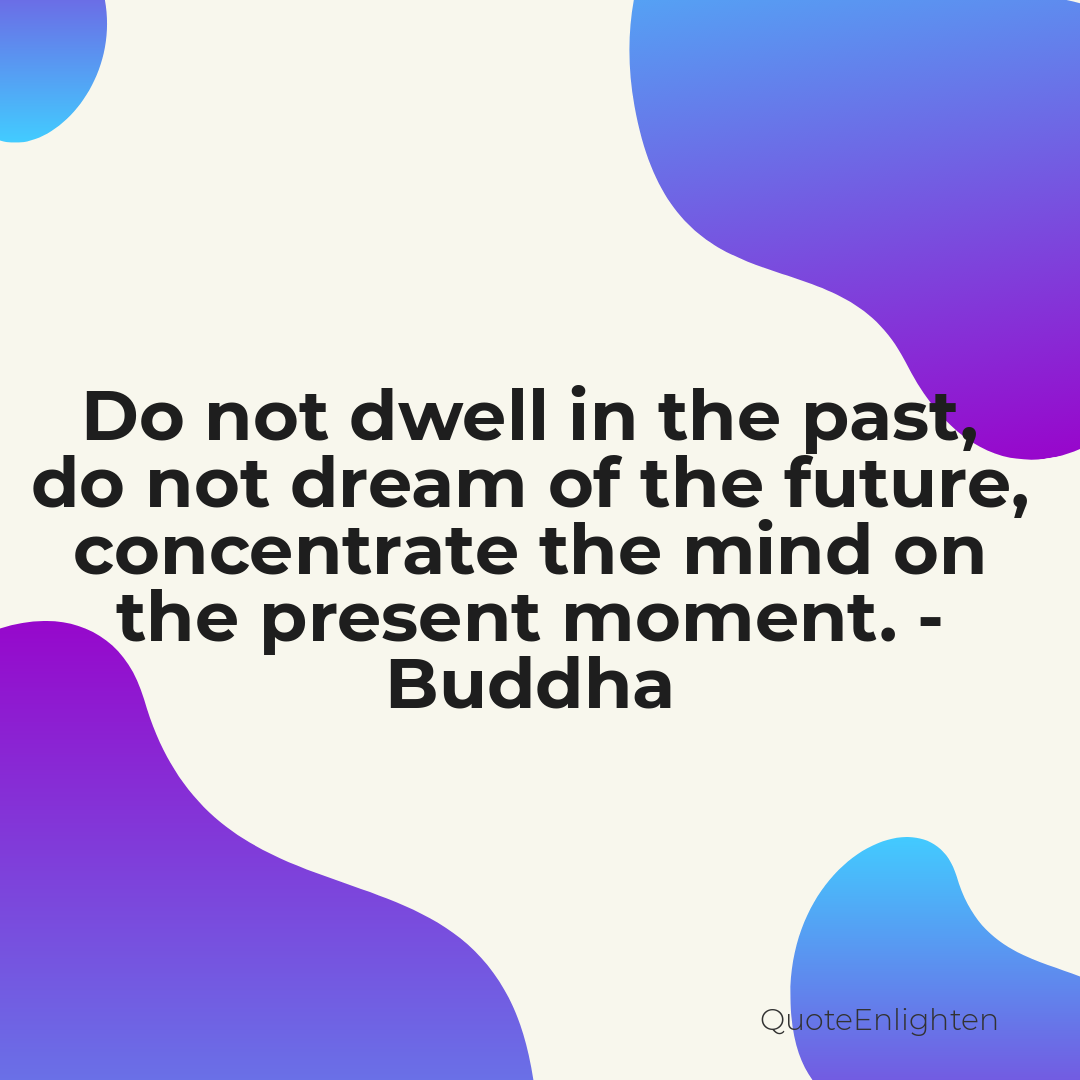 Do not dwell in the past,
do not dream of the future,
concentrate the mind on
the present moment. -
Buddha
QuoteEnlighten